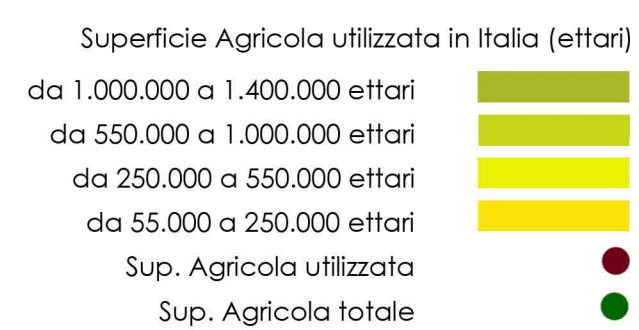 Superficie Agricola utilizzata in Italia (ettari)
da 1.000.000 a 1.400.000 ettari
da 550.000 a 1.000.000 ettari
da 250.000 a 550.000 ettari
da 55.000 a 250.000 ettari
Sup. Agricola utilizzata
Sup. Agricola totale